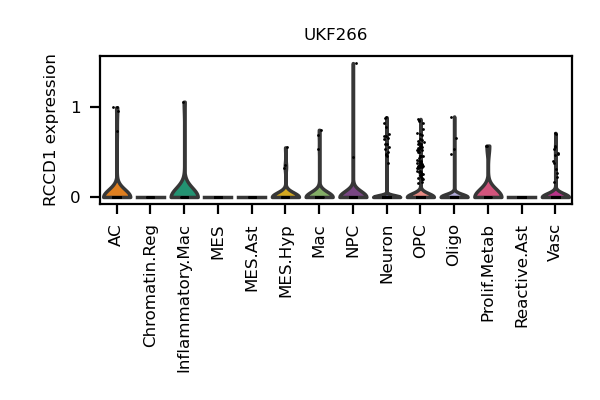 UKF266
RCCD1 expression
1
0
AC
Chromatin.Reg
Inflammatory.Mac
MES
MES.Ast
MES.Hyp
Mac
NPC
Neuron
OPC
Oligo
Prolif.Metab
Reactive.Ast
Vasc